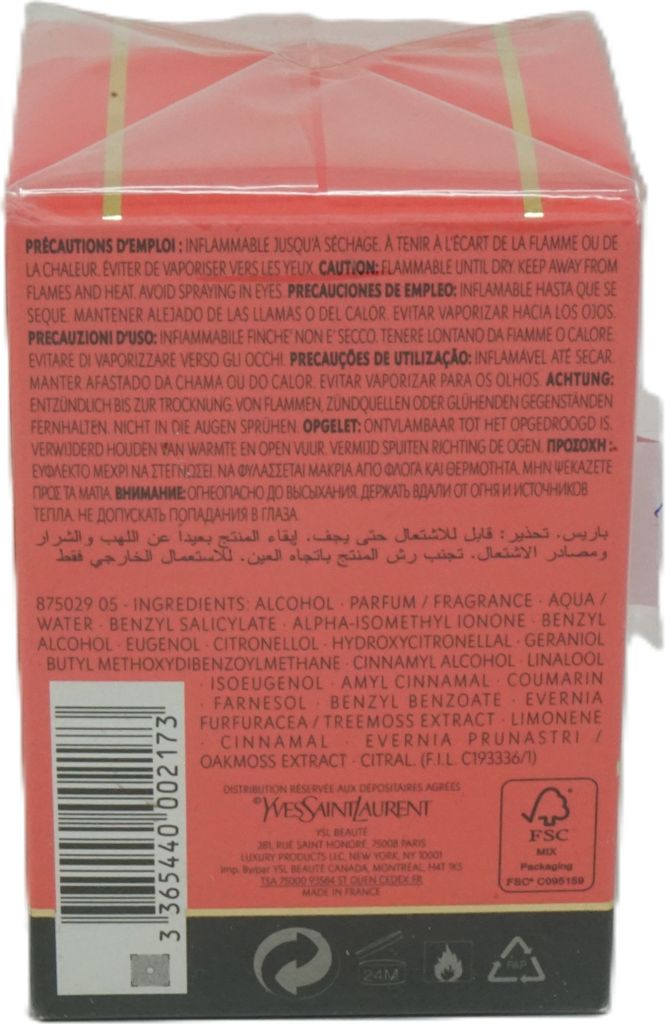 PRÉCAUTIONS D'EMPLOI : INFLAMMABLE JUSQU'À SÉCHAGE. À TENIR À L'ÉCART DE LA FLAMME OU DE
LA CHALEUR. ÉVITER DE VAPORISER VERS LES YEUX. CAUTION: FLAMMABLE UNTIL DRY. KEEP AWAY FROM
FLAMES AND HEAT. AVOID SPRAYING IN EYES. PRECAUCIONES DE EMPLEO: INFLAMABLE HASTA QUE SE
SEQUE. MANTENER ALEJADO DE LAS LLAMAS O DEL CALOR. EVITAR VAPORIZAR HACIA LOS OJOS.
PRECAUZIONI D'USO: INFIAMMABILE FINCHE' NON E' SECCO. TENERE LONTANO DA FIAMME O CALORE.
EVITARE DI VAPORIZZARE VERSO GLI OCCHI. PRECAUÇÕES DE UTILIZAÇÃO: INFLAMÁVEL ATÉ SECAR.
MANTER AFASTADO DA CHAMA OU DO CALOR. EVITAR VAPORIZAR PARA OS OLHOS. ACHTUNG:
ENTZÜNDLICH BIS ZUR TROCKNUNG. VON FLAMMEN, ZÜNDQUELLEN ODER GLÜHENDEN GEGENSTÄNDEN
FERNHALTEN. NICHT IN DIE AUGEN SPRÜHEN. OPGELET: ONTVLAMBAAR TOT HET OPGEDROOGD IS.
VERWIJDERD HOUDEN VAN WARMTE EN OPEN VUUR. VERMIJD SPUITEN RICHTING DE OGEN. ΠΡΟΣΟΧΗ :
ΕΥΦΛΕΚΤΟ ΜΕΧΡΙ ΝΑ ΣΤΕΓΝΩΣΕΙ. ΝΑ ΦΥΛΑΣΣΕΤΑΙ ΜΑΚΡΙΑ ΑΠΟ ΦΛΟΓΑ ΚΑΙ ΘΕΡΜΟΤΗΤΑ. ΜΗΝ ΨΕΚΑΖΕΤΕ
ΠΡΟΣ ΤΑ ΜΑΤΙΑ. ВНИМАНИЕ: ОГНЕОПАСНО ДО ВЫСЫХАНИЯ. ДЕРЖАТЬ ВДАЛИ ОТ ОГНЯ И ИСТОЧНИКОВ
ТЕПЛА. НЕ ДОПУСКАТЬ ПОПАДАНИЯ В ГЛАЗА.
باريس. تحذير: قابل للاشتعال حتى يجف. إبقاء المنتج بعيداً عن اللهب والشرار
ومصادر الاشتعال. تجنب رش المنتج باتجاه العين. للاستعمال الخارجي فقط
875029 05 - INGREDIENTS: ALCOHOL · PARFUM / FRAGRANCE · AQUA /
WATER · BENZYL SALICYLATE · ALPHA-ISOMETHYL IONONE · BENZYL
ALCOHOL · EUGENOL · CITRONELLOL · HYDROXYCITRONELLAL · GERANIOL
· BUTYL METHOXYDIBENZOYLMETHANE · CINNAMYL ALCOHOL · LINALOOL
· ISOEUGENOL · AMYL CINNAMAL · COUMARIN
· FARNESOL · BENZYL BENZOATE · EVERNIA
FURFURACEA / TREEMOSS EXTRACT · LIMONENE
· CINNAMAL · EVERNIA PRUNASTRI /
OAKMOSS EXTRACT · CITRAL. (F.I.L. C193336/1)
DISTRIBUTION RÉSERVÉE AUX DÉPOSITAIRES AGRÉÉS
©YVESSAINTLAURENT
YSL BEAUTÉ
281, RUE SAINT HONORÉ, 75008 PARIS
LUXURY PRODUCTS LLC, NEW YORK, NY 10001
Imp. By/par YSL BEAUTÉ CANADA, MONTRÉAL, H4T 1K5
TSA 75000 93584 ST OUEN CEDEX FR
MADE IN FRANCE
FSC
MIX
Packaging
FSC® C095159
3 365440 002173
24M
PAP